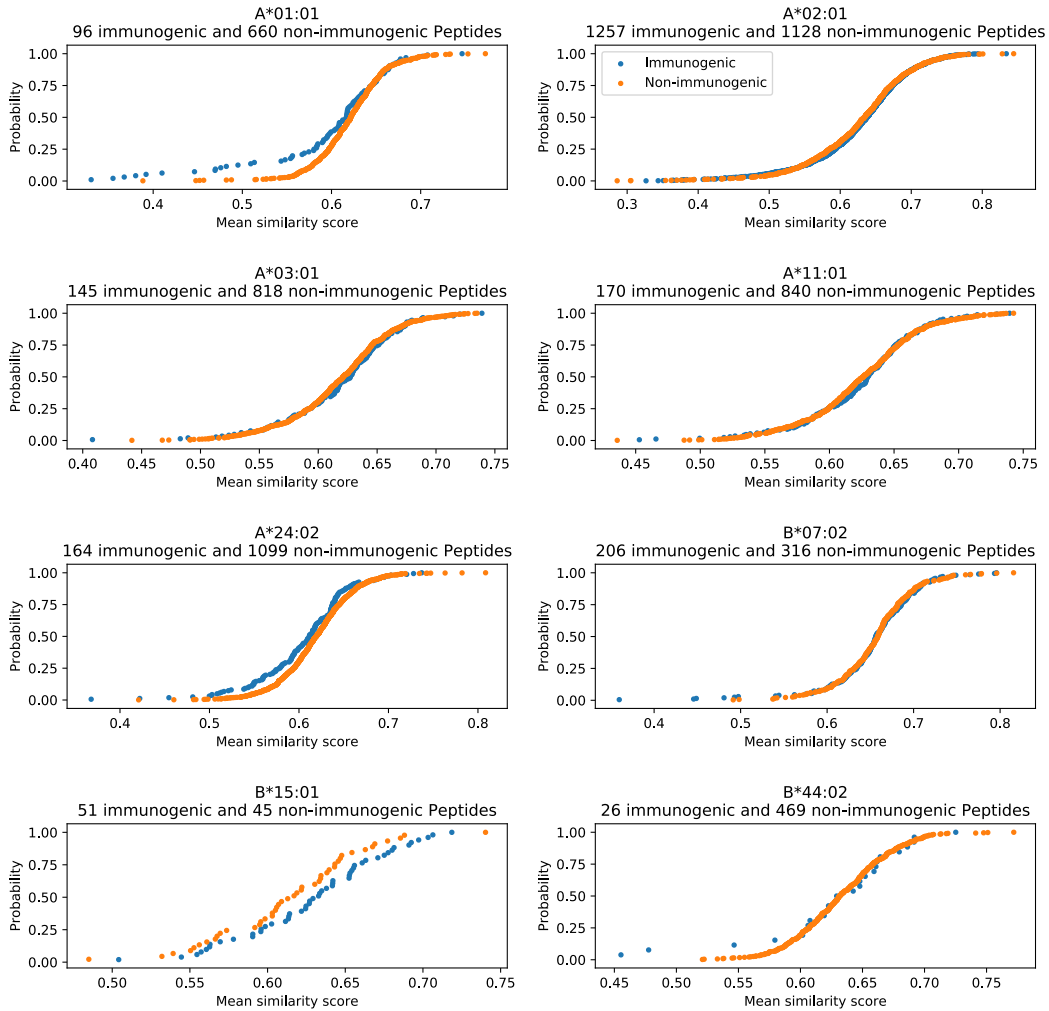 A*01:01
96 immunogenic and 660 non-immunogenic Peptides
1.00
0.75
0.50
0.25
0.00
Probability
0.4
0.5
0.6
0.7
Mean similarity score
A*02:01
1257 immunogenic and 1128 non-immunogenic Peptides
Immunogenic
Non-immunogenic
1.00
0.75
0.50
0.25
0.00
Probability
0.3
0.4
0.5
0.6
0.7
0.8
Mean similarity score
A*03:01
145 immunogenic and 818 non-immunogenic Peptides
1.00
0.75
0.50
0.25
0.00
Probability
0.40
0.45
0.50
0.55
0.60
0.65
0.70
0.75
Mean similarity score
A*11:01
170 immunogenic and 840 non-immunogenic Peptides
1.00
0.75
0.50
0.25
0.00
Probability
0.45
0.50
0.55
0.60
0.65
0.70
0.75
Mean similarity score
A*24:02
164 immunogenic and 1099 non-immunogenic Peptides
1.00
0.75
0.50
0.25
0.00
Probability
0.4
0.5
0.6
0.7
0.8
Mean similarity score
B*07:02
206 immunogenic and 316 non-immunogenic Peptides
1.00
0.75
0.50
0.25
0.00
Probability
0.4
0.5
0.6
0.7
0.8
Mean similarity score
B*15:01
51 immunogenic and 45 non-immunogenic Peptides
1.00
0.75
0.50
0.25
0.00
Probability
0.50
0.55
0.60
0.65
0.70
Mean similarity score
B*44:02
26 immunogenic and 469 non-immunogenic Peptides
1.00
0.75
0.50
0.25
0.00
Probability
0.45
0.50
0.55
0.60
0.65
0.70
0.75
Mean similarity score